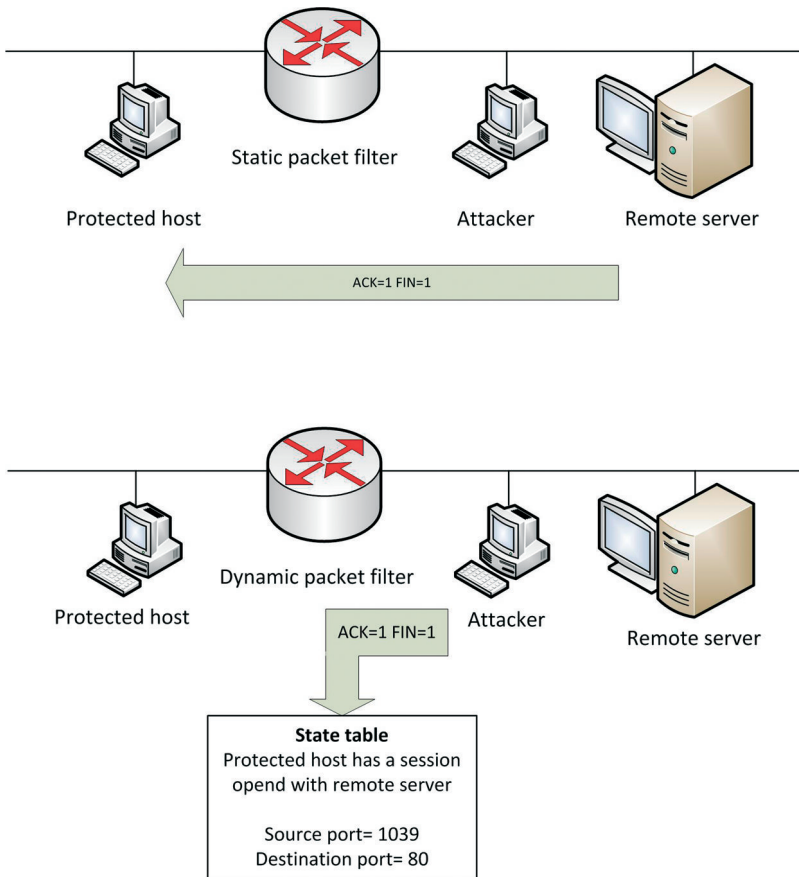 Static packet filter
Protected host
Attacker
Remote server
ACK=1 FIN=1
Dynamic packet filter
Protected host
Attacker
Remote server
ACK=1 FIN=1
State table
Protected host has a session
opend with remote server
Source port= 1039
Destination port= 80